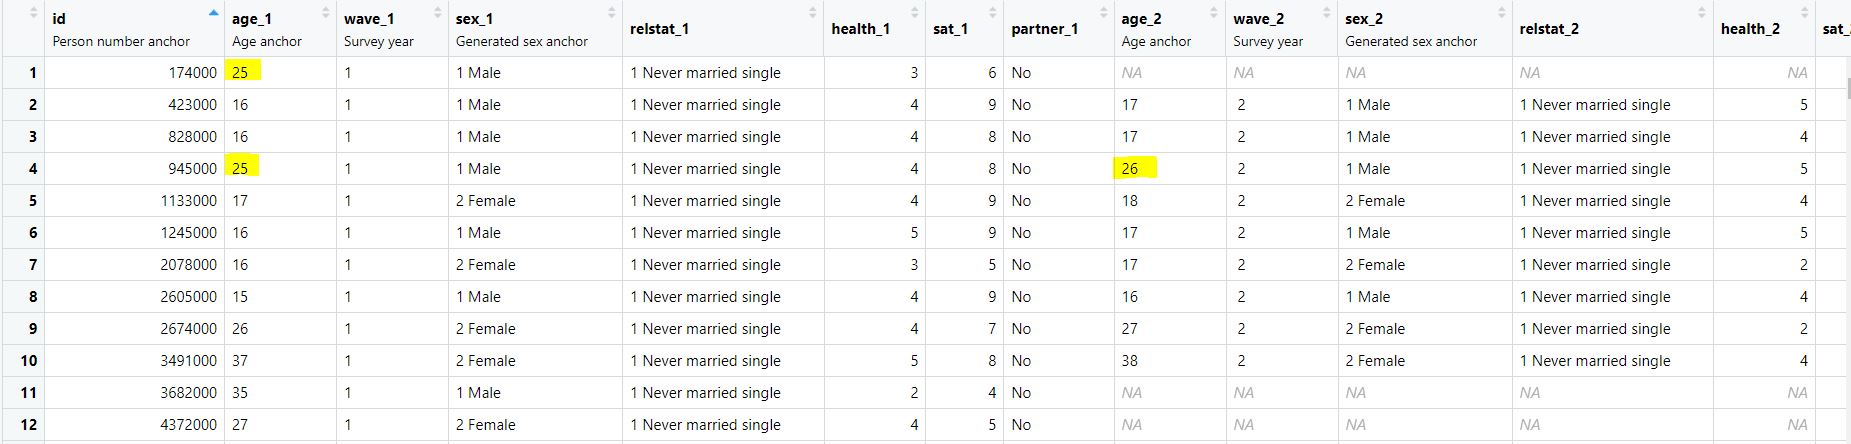 id age_1 wave_1 sex_1 relstat_1 health_1 sat_1 partner_1 age_2 wave_2 sex_2 relstat_2 health_2
Person number anchor Age anchor Survey year Generated sex anchor Age anchor Survey year Generated sex anchor
1 174000 25 1 1 Male 1 Never married single 3 6 No NA NA NA NA NA
2 423000 16 1 1 Male 1 Never married single 4 9 No 17 2 1 Male 1 Never married single 5
3 828000 16 1 1 Male 1 Never married single 4 8 No 17 2 1 Male 1 Never married single 4
4 945000 25 1 1 Male 1 Never married single 4 8 No 26 2 1 Male 1 Never married single 5
5 1133000 17 1 2 Female 1 Never married single 4 9 No 18 2 2 Female 1 Never married single 4
6 1245000 16 1 1 Male 1 Never married single 5 9 No 17 2 1 Male 1 Never married single 5
7 2078000 16 1 2 Female 1 Never married single 3 5 No 17 2 2 Female 1 Never married single 2
8 2605000 15 1 1 Male 1 Never married single 4 9 No 16 2 1 Male 1 Never married single 4
9 2674000 26 1 2 Female 1 Never married single 4 7 No 27 2 2 Female 1 Never married single 2
10 3491000 37 1 2 Female 1 Never married single 5 8 No 38 2 2 Female 1 Never married single 4
11 3682000 35 1 1 Male 1 Never married single 2 4 No NA NA NA NA NA
12 4372000 27 1 2 Female 1 Never married single 4 5 No NA NA NA NA NA